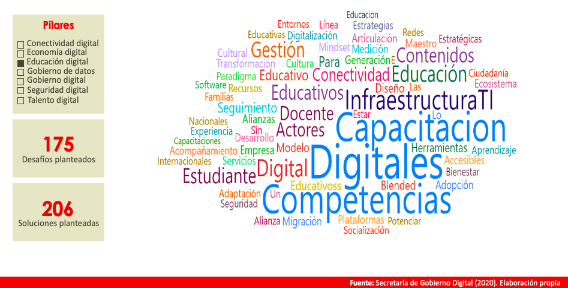 Pilares
Conectividad digital
Economía digital
Educación digital
Gobierno de datos
Gobierno digital
Seguridad digital
Talento digital
175
Desafíos planteados
206
Soluciones planteadas
Educacion
Entornos Línea Estrategias
Educativas Digitalización Articulación Redes
Gestión Mindset Medición Maestro Estratégicas
Cultural Contenidos
Transformación Cultura Para GeneraciónE
Paradigma Educativo Conectividad Educación Ciudadanía
Software Recursos Diseño Las Ecosistema
Familias Educativos InfraestructuraTI
Seguimiento Docente Estar Lo
Nacionales Alianzas Capacitacion
Experiencia Sin Actores
Capacitaciones Desarrollo
Acompañamiento Empresa Modelo Digitales Herramientas Aprendizaje
Internacionales Servicios Digital Accesibles
Estudiante Bienestar
Educativoss Blended Adopción
Adaptación Un Competencias
Seguridad
Alianza Migración Plataformas Potenciar
Socialización
Fuente: Secretaría de Gobierno Digital (2020). Elaboración propia